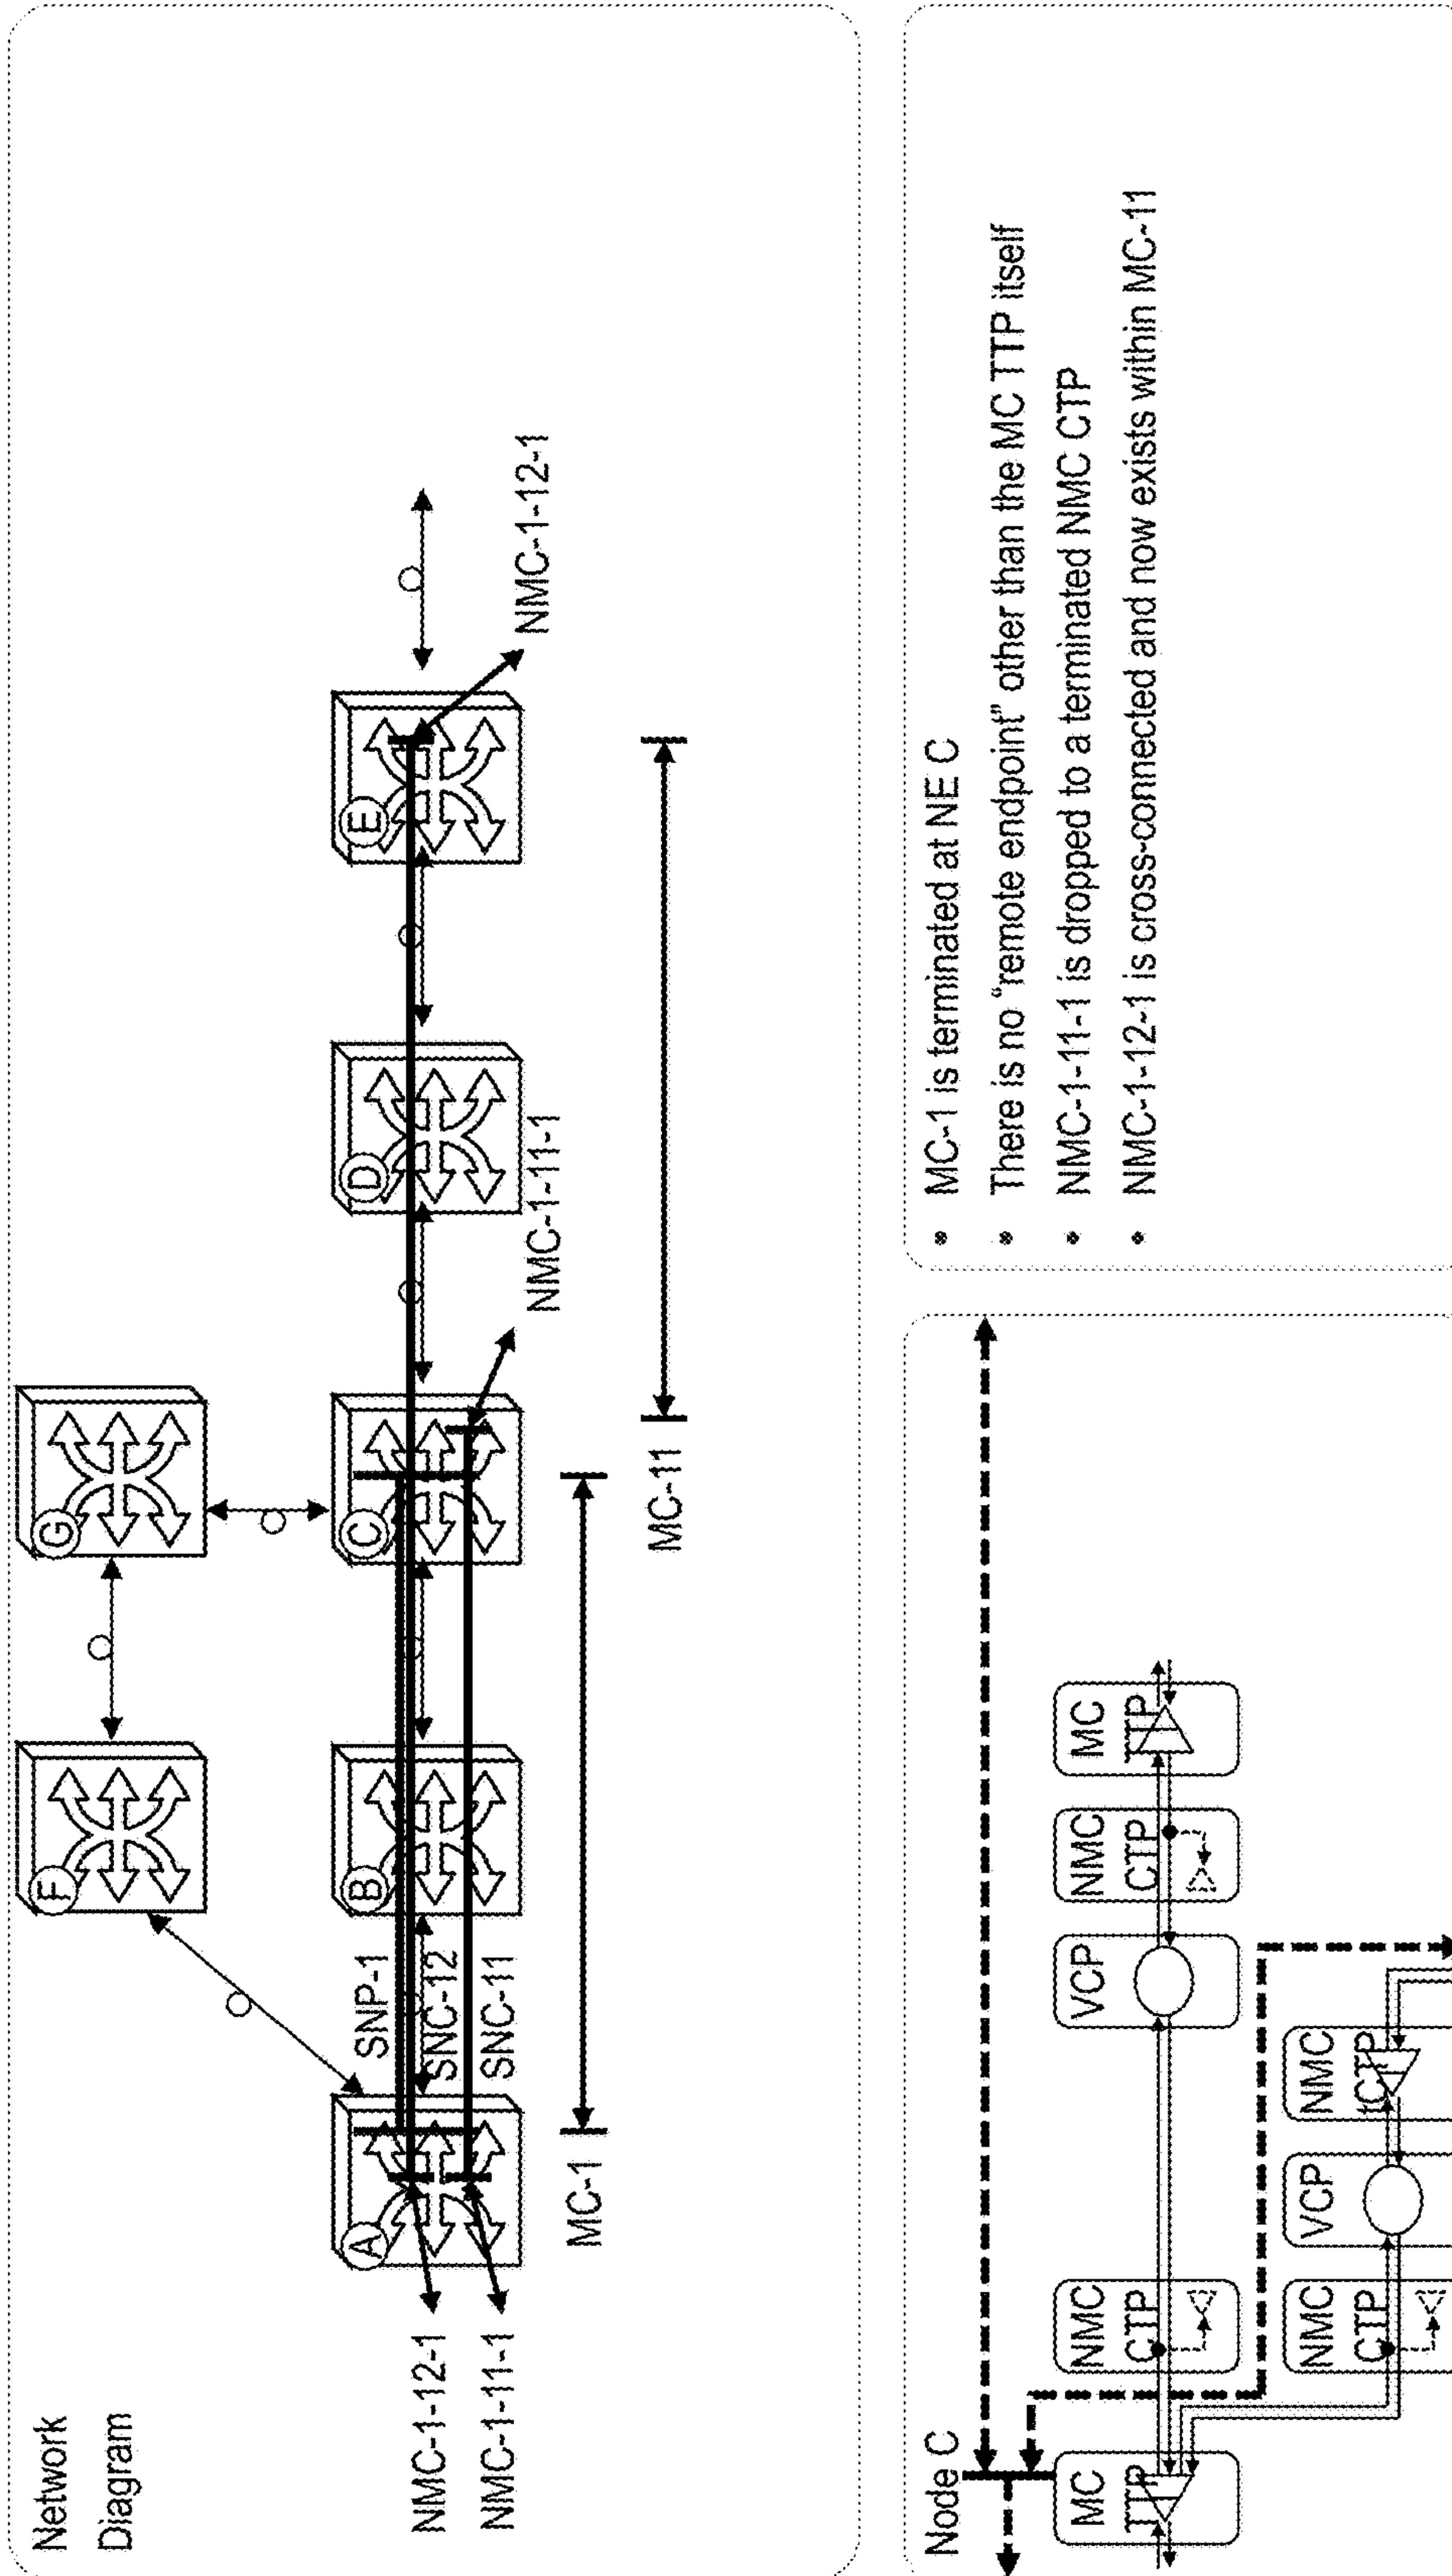 Network
Diagram
F
G
A
B
C
D
E
SNP-1
SNC-12
SNC-11
NMC-1-12-1
NMC-1-11-1
NMC-1-11-1
NMC-1-12-1
MC-1
MC-11
Node C
MC
TTP
NMC
CTP
VCP
NMC
CTP
MC
TTP
NMC
CTP
VCP
NMC
tCTP
• MC-1 is terminated at NE C
• There is no “remote endpoint” other than the MC TTP itself
• NMC-1-11-1 is dropped to a terminated NMC CTP
• NMC-1-12-1 is cross-connected and now exists within MC-11